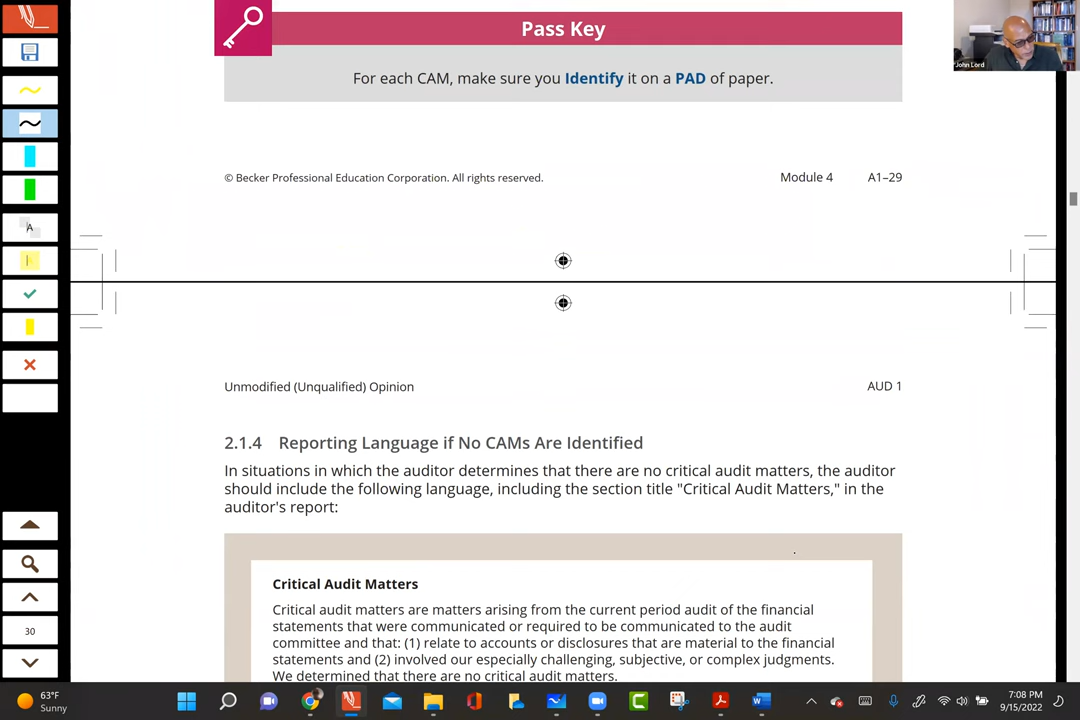 Pass Key
For each CAM, make sure you Identify it on a PAD of paper.
John Lord
© Becker Professional Education Corporation. All rights reserved.
Module 4
A1–29
A
Unmodified (Unqualified) Opinion
AUD 1
2.1.4 Reporting Language if No CAMs Are Identified
In situations in which the auditor determines that there are no critical audit matters, the auditor
should include the following language, including the section title "Critical Audit Matters," in the
auditor's report:
Critical Audit Matters
Critical audit matters are matters arising from the current period audit of the financial
statements that were communicated or required to be communicated to the audit
committee and that: (1) relate to accounts or disclosures that are material to the financial
statements and (2) involved our especially challenging, subjective, or complex judgments.
We determined that there are no critical audit matters.
30
63°F
Sunny
7:08 PM
9/15/2022